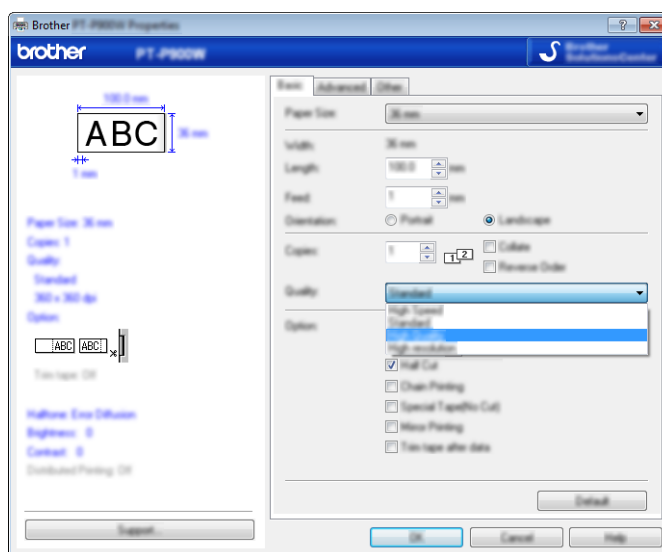 Brother PT-P900W Properties
brother PT-P900W Brother
SolutionsCenter
Basic Advanced Other
100.0 mm
ABC
36 mm
1 mm
Paper Size: 36 mm
Copies: 1
Quality:
Standard
360 x 360 dpi
Option:
ABC ABC
Trim tape: Off
Halftone: Error Diffusion
Brightness: 0
Contrast: 0
Distributed Printing: Off
Support...
Paper Size: 36 mm
Width: 36 mm
Length: 100.0 mm
Feed: 1 mm
Orientation: Portrait Landscape
Copies: 1 1 2 Collate
Reverse Order
Quality: Standard
High Speed
Standard
High Quality
High resolution
Option:
Half Cut
Chain Printing
Special Tape(No Cut)
Mirror Printing
Trim tape after data
Default
OK Cancel Help